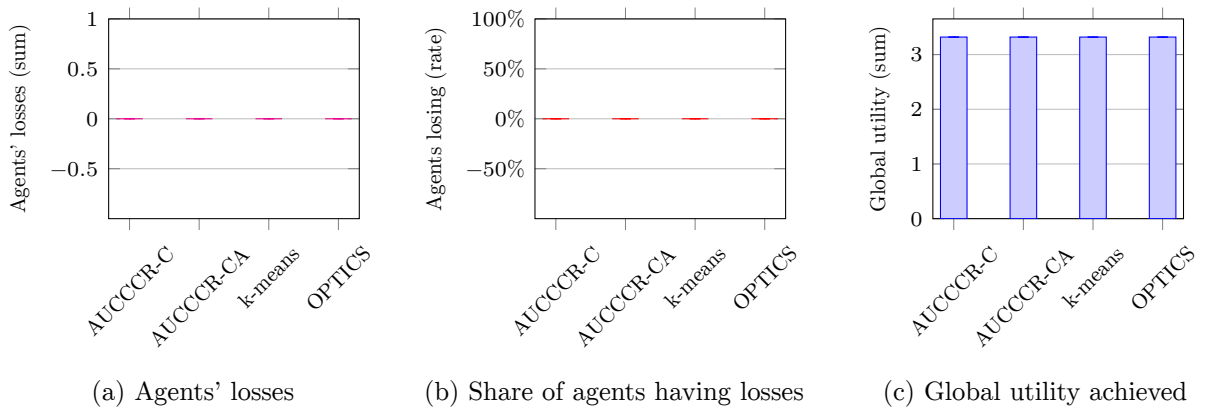 Agents' losses (sum)
1
0.5
0
−0.5
AUCCCR-C
AUCCCR-CA
k-means
OPTICS
(a) Agents' losses
Agents losing (rate)
100%
50%
0%
−50%
AUCCCR-C
AUCCCR-CA
k-means
OPTICS
(b) Share of agents having losses
Global utility (sum)
3
2
1
0
AUCCCR-C
AUCCCR-CA
k-means
OPTICS
(c) Global utility achieved